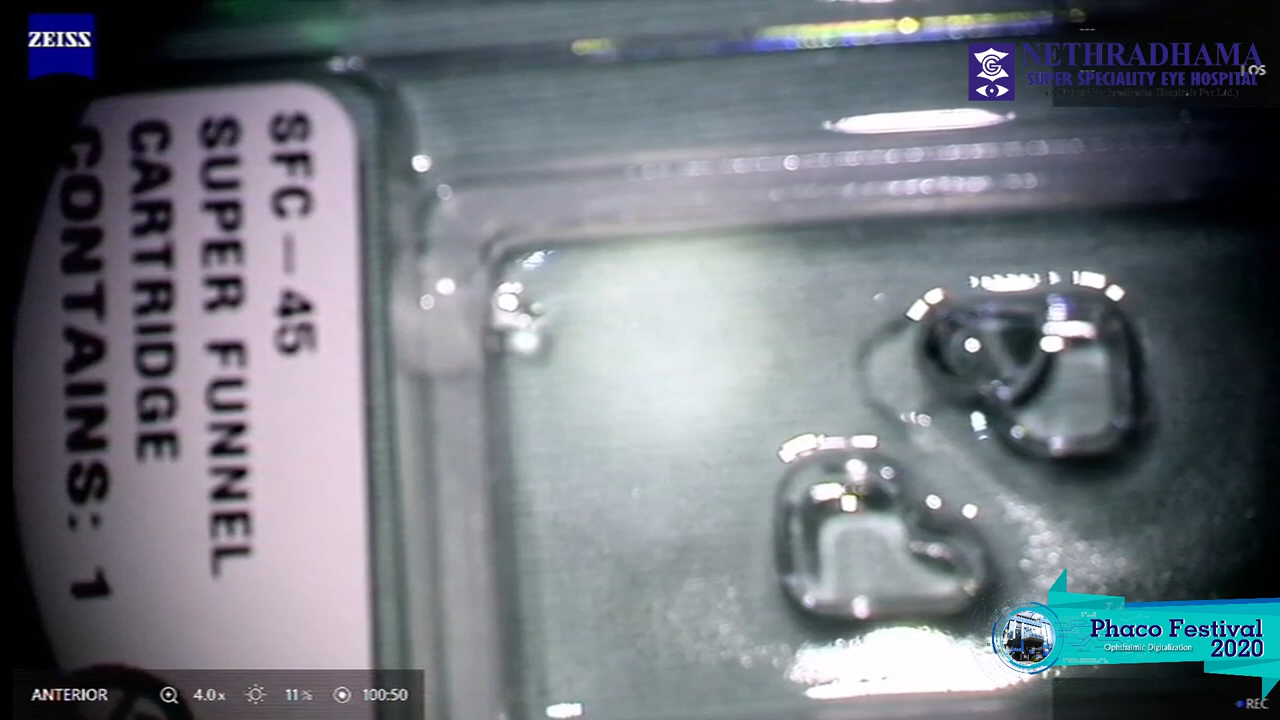 ZEISS
NETHRADHAMA
SUPER SPECIALITY EYE HOSPITAL
SFC-45
SUPER FUNNEL
CARTRIDGE
CONTAINS: 1
Phaco Festival
Ophthalmic Digitalization
2020
ANTERIOR 4.0x 11% 100:50
REC